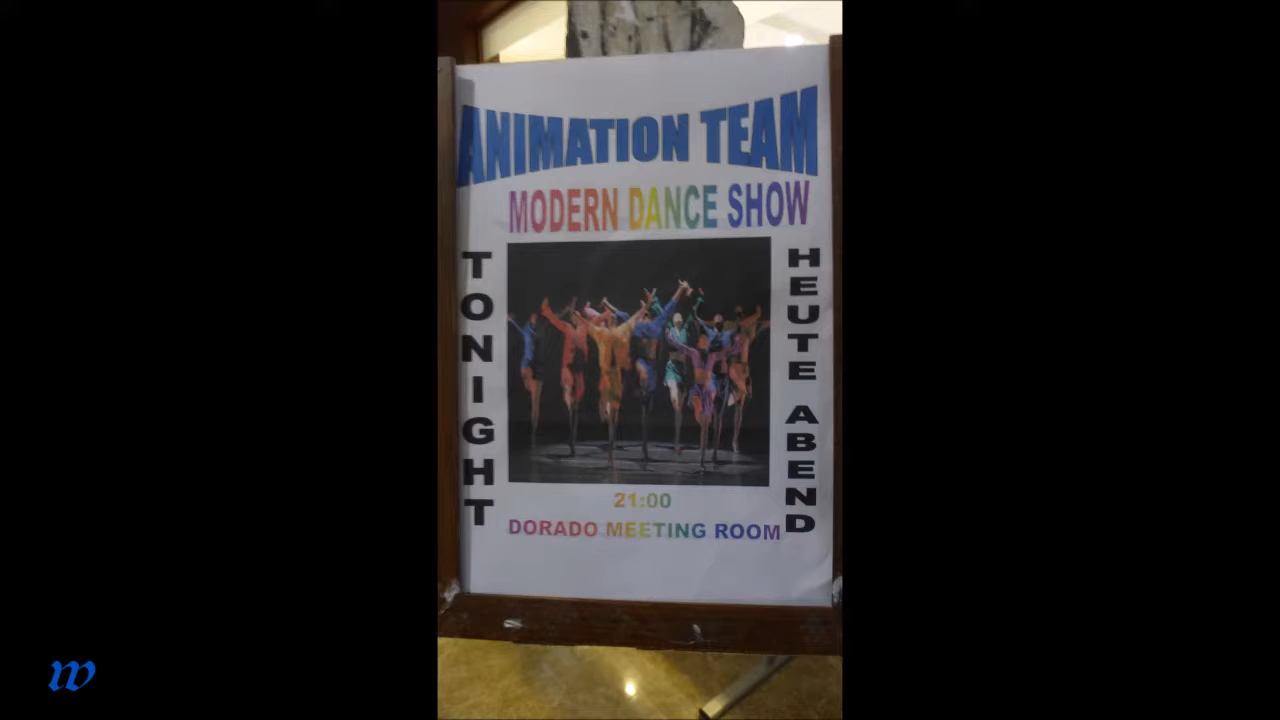 ANIMATION TEAM
MODERN DANCE SHOW
TONIGHT
HEUTE ABEND
21:00
DORADO MEETING ROOM
w